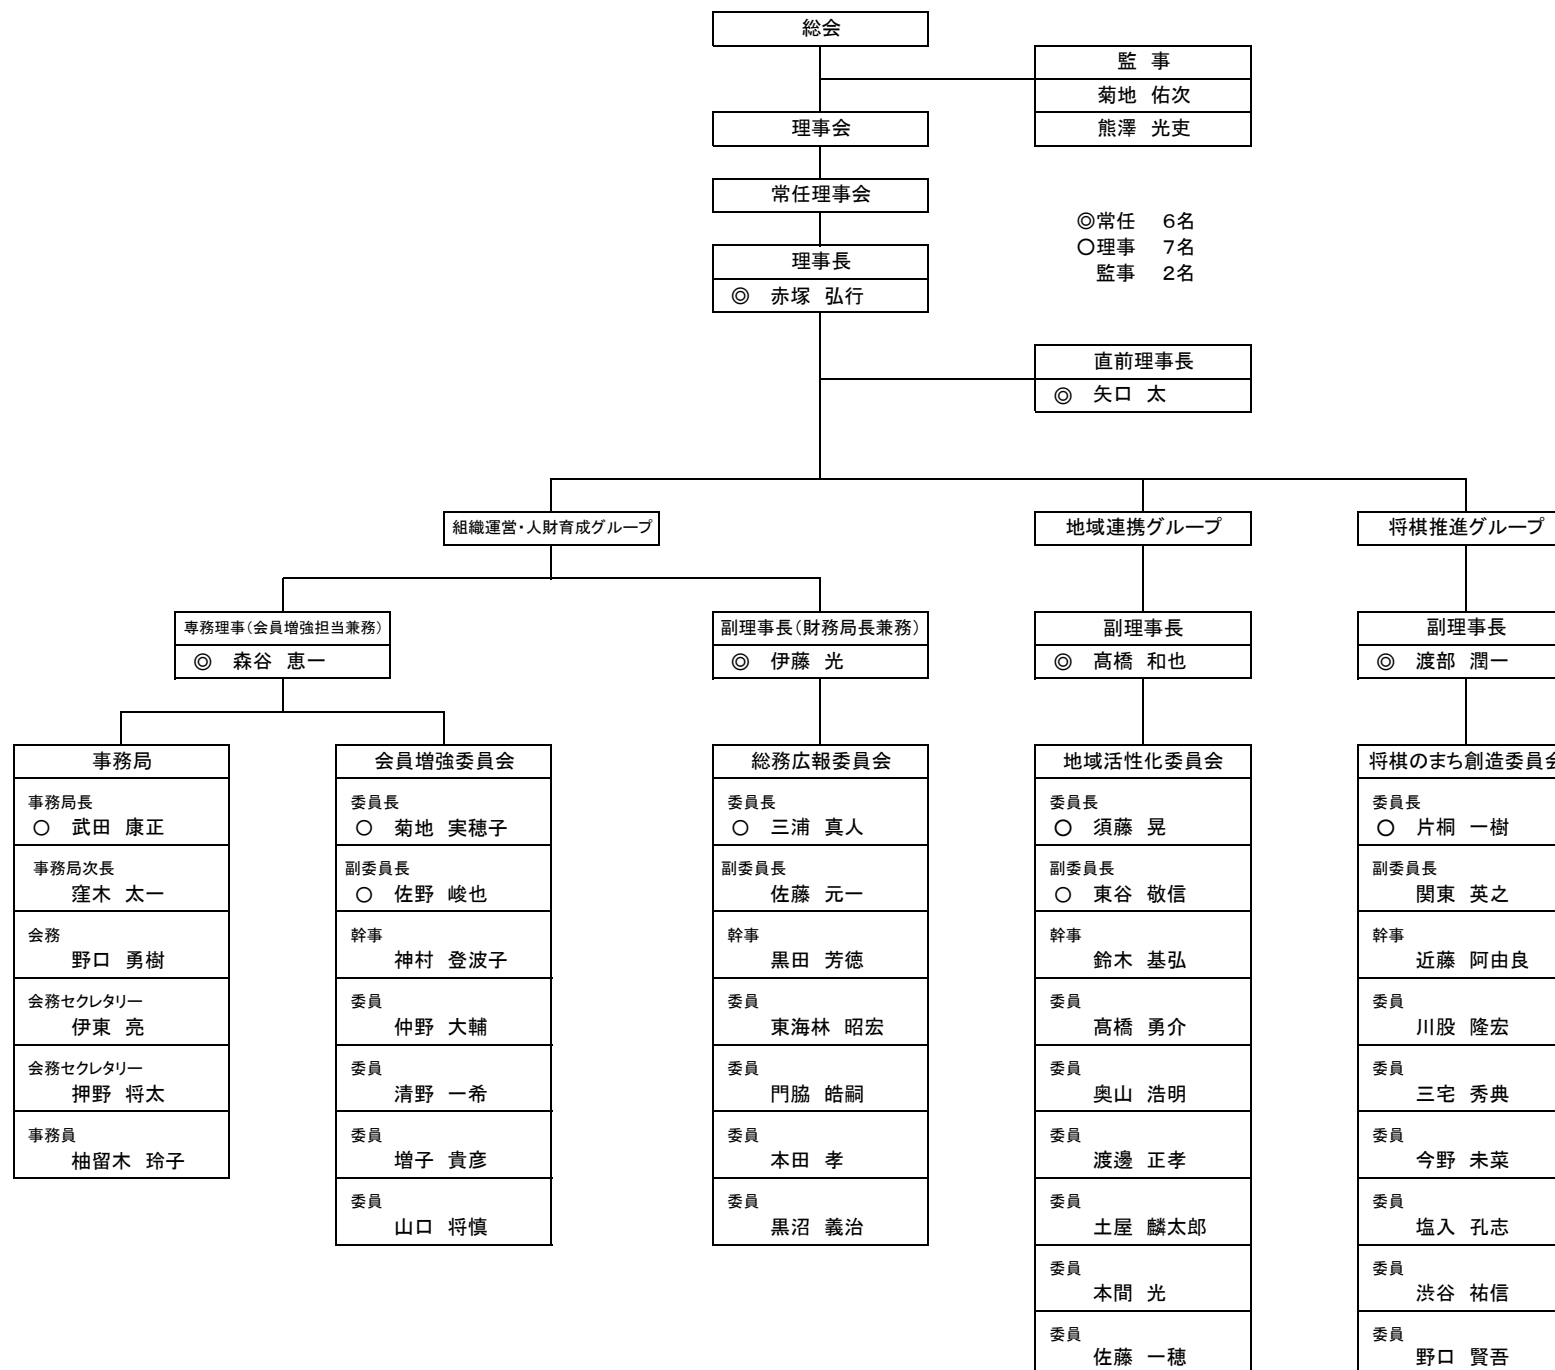 総会
監 事
菊地 佑次
熊澤 光吏
理事会
常任理事会
◎常任 6名
〇理事 7名
監事 2名
理事長
◎ 赤塚 弘行
直前理事長
◎ 矢口 太
組織運営・人財育成グループ
地域連携グループ
将棋推進グループ
専務理事(会員増強担当兼務)
◎ 森谷 恵一
副理事長(財務局長兼務)
◎ 伊藤 光
副理事長
◎ 髙橋 和也
副理事長
◎ 渡部 潤一
事務局
事務局長
〇 武田 康正
事務局次長
窪木 太一
会務
野口 勇樹
会務セクレタリー
伊東 亮
会務セクレタリー
押野 将太
事務員
柚留木 玲子
会員増強委員会
委員長
〇 菊地 実穂子
副委員長
〇 佐野 峻也
幹事
神村 登波子
委員
仲野 大輔
委員
清野 一希
委員
増子 貴彦
委員
山口 将慎
総務広報委員会
委員長
〇 三浦 真人
副委員長
佐藤 元一
幹事
黒田 芳徳
委員
東海林 昭宏
委員
門脇 皓嗣
委員
本田 孝
委員
黒沼 義治
地域活性化委員会
委員長
〇 須藤 晃
副委員長
〇 東谷 敬信
幹事
鈴木 基弘
委員
髙橋 勇介
委員
奥山 浩明
委員
渡邊 正孝
委員
土屋 麟太郎
委員
本間 光
委員
佐藤 一穂
将棋のまち創造委員会
委員長
〇 片桐 一樹
副委員長
関東 英之
幹事
近藤 阿由良
委員
川股 隆宏
委員
三宅 秀典
委員
今野 未菜
委員
塩入 孔志
委員
渋谷 祐信
委員
野口 賢吾